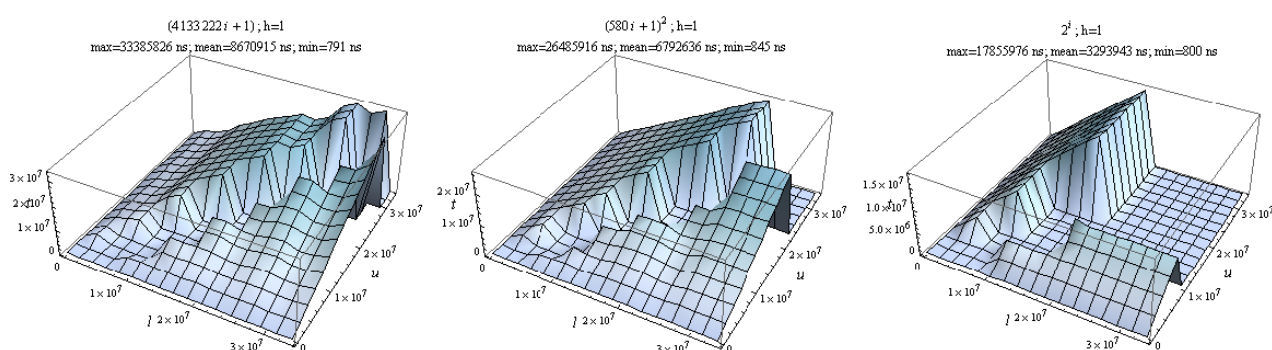 (4133222 i + 1) ; h=1
max=33385826 ns; mean=8670915 ns; min=791 ns
3×10⁷
2×10⁷
t
1×10⁷
0
0
1×10⁷
l
2×10⁷
3×10⁷
0
1×10⁷
u
2×10⁷
3×10⁷
(580 i + 1)² ; h=1
max=26485916 ns; mean=6792636 ns; min=845 ns
2×10⁷
t
1×10⁷
0
0
1×10⁷
l
2×10⁷
3×10⁷
0
1×10⁷
u
2×10⁷
3×10⁷
2ⁱ ; h=1
max=17855976 ns; mean=3293943 ns; min=800 ns
1.5×10⁷
t
1.0×10⁷
5.0×10⁶
0
0
1×10⁷
l
2×10⁷
3×10⁷
0
1×10⁷
u
2×10⁷
3×10⁷